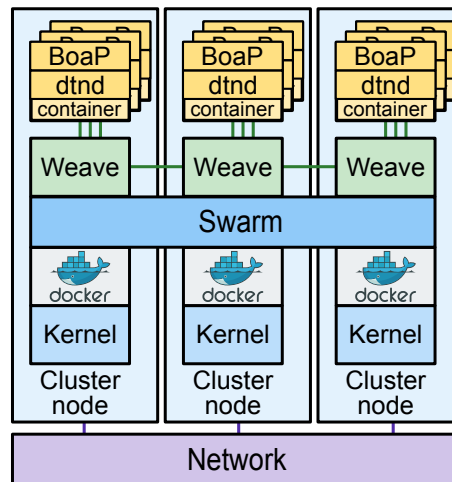 BoaP BoaP BoaP
dtnd dtnd dtnd
container container container
Weave Weave Weave
Swarm
docker docker docker
Kernel Kernel Kernel
Cluster Cluster Cluster
node node node
Network